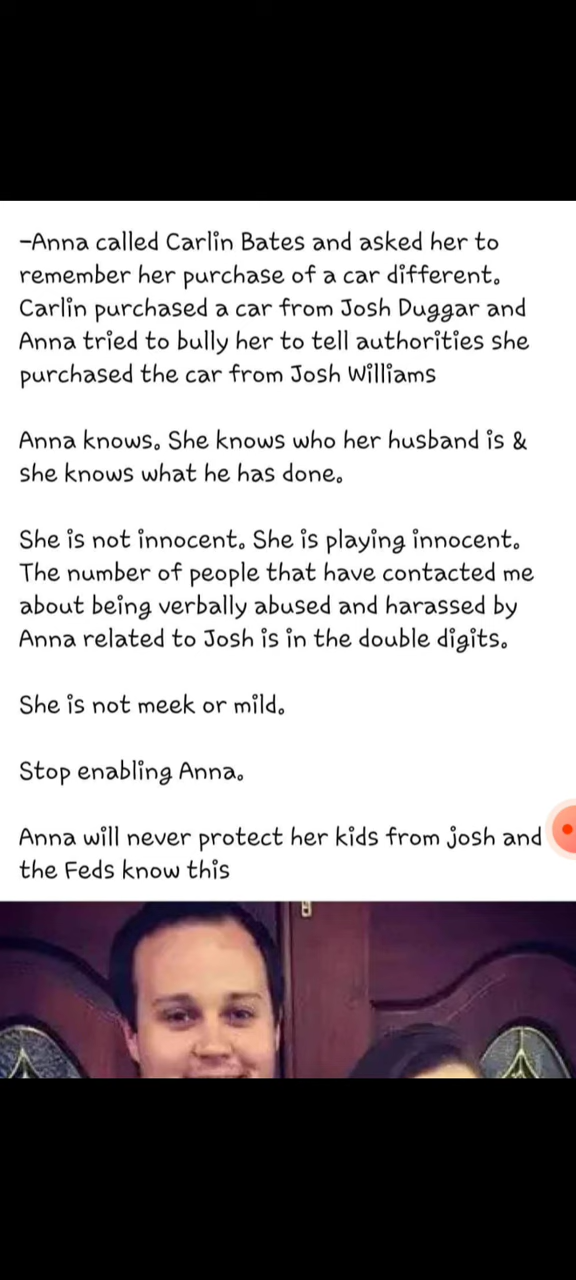 -Anna called Carlin Bates and asked her to
remember her purchase of a car different.
Carlin purchased a car from Josh Duggar and
Anna tried to bully her to tell authorities she
purchased the car from Josh Williams
Anna knows. She knows who her husband is &
she knows what he has done.
She is not innocent. She is playing innocent.
The number of people that have contacted me
about being verbally abused and harassed by
Anna related to Josh is in the double digits.
She is not meek or mild.
Stop enabling Anna.
Anna will never protect her kids from josh and
the Feds know this